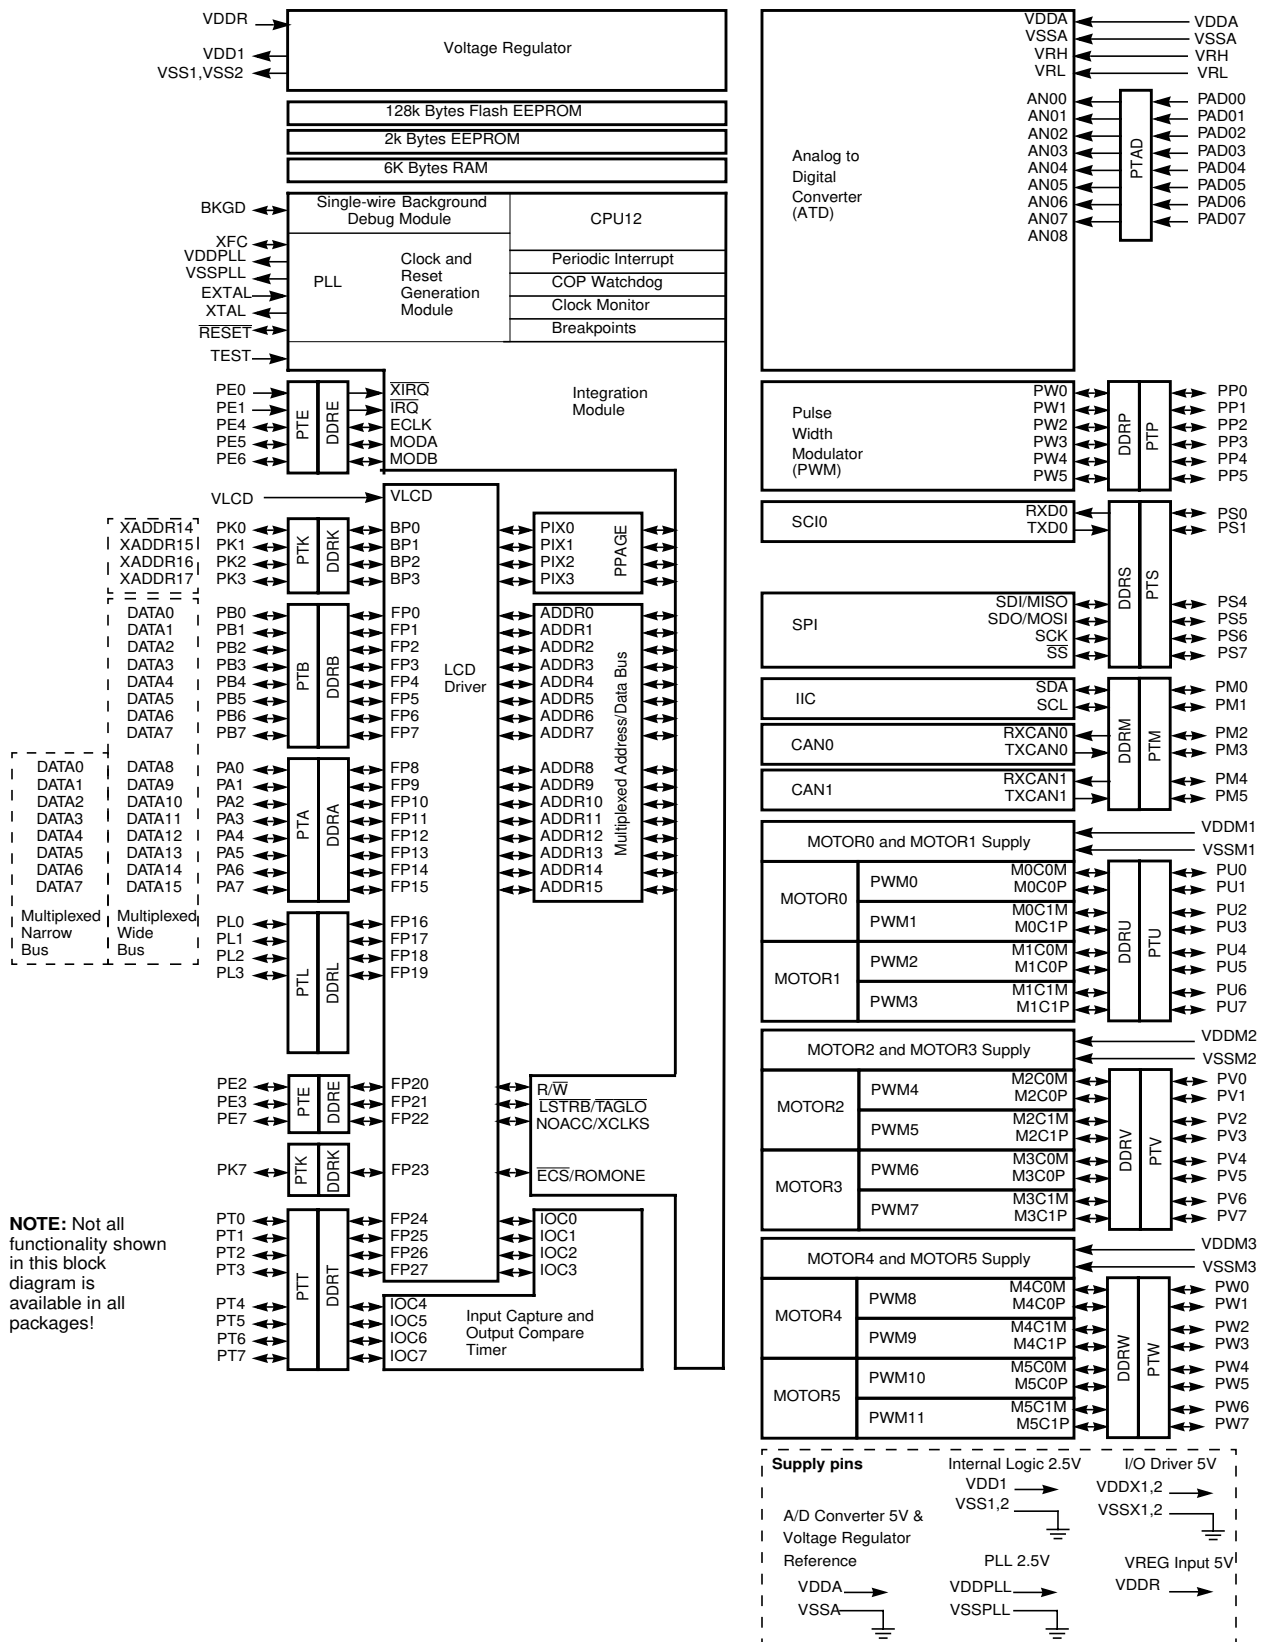 VDDR
VDD1
VSS1,VSS2
Voltage Regulator
128k Bytes Flash EEPROM
2k Bytes EEPROM
6K Bytes RAM
BKGD
XFC
VDDPLL
VSSPLL
EXTAL
XTAL
RESET
TEST
Single-wire Background
Debug Module
CPU12
PLL
Clock and
Reset
Generation
Module
Periodic Interrupt
COP Watchdog
Clock Monitor
Breakpoints
Integration
Module
PE0
PE1
PE4
PE5
PE6
PTE
DDRE
XIRQ
IRQ
ECLK
MODA
MODB
VLCD
VLCD
XADDR14
XADDR15
XADDR16
XADDR17
PK0
PK1
PK2
PK3
PTK
DDRK
BP0
BP1
BP2
BP3
PIX0
PIX1
PIX2
PIX3
PPAGE
DATA0
DATA1
DATA2
DATA3
DATA4
DATA5
DATA6
DATA7
PB0
PB1
PB2
PB3
PB4
PB5
PB6
PB7
PTB
DDRB
FP0
FP1
FP2
FP3
FP4
FP5
FP6
FP7
LCD
Driver
ADDR0
ADDR1
ADDR2
ADDR3
ADDR4
ADDR5
ADDR6
ADDR7
Multiplexed Address/Data Bus
DATA0
DATA1
DATA2
DATA3
DATA4
DATA5
DATA6
DATA7
Multiplexed
Narrow
Bus
DATA8
DATA9
DATA10
DATA11
DATA12
DATA13
DATA14
DATA15
Multiplexed
Wide
Bus
PA0
PA1
PA2
PA3
PA4
PA5
PA6
PA7
PTA
DDRA
FP8
FP9
FP10
FP11
FP12
FP13
FP14
FP15
ADDR8
ADDR9
ADDR10
ADDR11
ADDR12
ADDR13
ADDR14
ADDR15
PL0
PL1
PL2
PL3
PTL
DDRL
FP16
FP17
FP18
FP19
PE2
PE3
PE7
PTE
DDRE
FP20
FP21
FP22
R/W
LSTRB/TAGLO
NOACC/XCLKS
PK7
PTK
DDRK
FP23
ECS/ROMONE
NOTE: Not all
functionality shown
in this block
diagram is
available in all
packages!
PT0
PT1
PT2
PT3
PT4
PT5
PT6
PT7
PTT
DDRT
FP24
FP25
FP26
FP27
IOC0
IOC1
IOC2
IOC3
IOC4
IOC5
IOC6
IOC7
Input Capture and
Output Compare
Timer
Analog to
Digital
Converter
(ATD)
VDDA
VSSA
VRH
VRL
VDDA
VSSA
VRH
VRL
AN00
AN01
AN02
AN03
AN04
AN05
AN06
AN07
AN08
PTAD
PAD00
PAD01
PAD02
PAD03
PAD04
PAD05
PAD06
PAD07
Pulse
Width
Modulator
(PWM)
PW0
PW1
PW2
PW3
PW4
PW5
DDRP
PTP
PP0
PP1
PP2
PP3
PP4
PP5
SCI0
RXD0
TXD0
PS0
PS1
DDRS
PTS
SPI
SDI/MISO
SDO/MOSI
SCK
SS
PS4
PS5
PS6
PS7
IIC
SDA
SCL
PM0
PM1
DDRM
PTM
CAN0
RXCAN0
TXCAN0
PM2
PM3
CAN1
RXCAN1
TXCAN1
PM4
PM5
MOTOR0 and MOTOR1 Supply
VDDM1
VSSM1
MOTOR0
PWM0
M0C0M
M0C0P
PWM1
M0C1M
M0C1P
MOTOR1
PWM2
M1C0M
M1C0P
PWM3
M1C1M
M1C1P
DDRU
PTU
PU0
PU1
PU2
PU3
PU4
PU5
PU6
PU7
MOTOR2 and MOTOR3 Supply
VDDM2
VSSM2
MOTOR2
PWM4
M2C0M
M2C0P
PWM5
M2C1M
M2C1P
MOTOR3
PWM6
M3C0M
M3C0P
PWM7
M3C1M
M3C1P
DDRV
PTV
PV0
PV1
PV2
PV3
PV4
PV5
PV6
PV7
MOTOR4 and MOTOR5 Supply
VDDM3
VSSM3
MOTOR4
PWM8
M4C0M
M4C0P
PWM9
M4C1M
M4C1P
MOTOR5
PWM10
M5C0M
M5C0P
PWM11
M5C1M
M5C1P
DDRW
PTW
PW0
PW1
PW2
PW3
PW4
PW5
PW6
PW7
Supply pins
Internal Logic 2.5V
VDD1
VSS1,2
I/O Driver 5V
VDDX1,2
VSSX1,2
A/D Converter 5V &
Voltage Regulator
Reference
VDDA
VSSA
PLL 2.5V
VDDPLL
VSSPLL
VREG Input 5V
VDDR